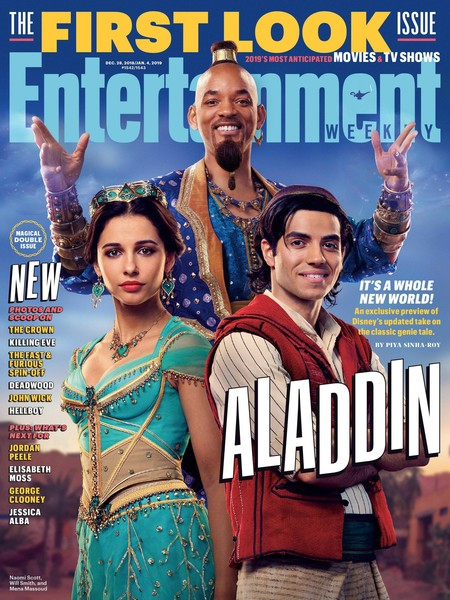 THE FIRST LOOK ISSUE
2019'S MOST ANTICIPATED MOVIES & TV SHOWS
DEC. 28, 2018/JAN. 4, 2019
#1542/1543
Entertainment
WEEKLY
MAGICAL
DOUBLE
ISSUE
NEW
PHOTOS AND
SCOOP ON
THE CROWN
KILLING EVE
THE FAST &
FURIOUS
SPIN-OFF
DEADWOOD
JOHN WICK
HELLBOY
PLUS, WHAT'S
NEXT FOR
JORDAN
PEELE
ELISABETH
MOSS
GEORGE
CLOONEY
JESSICA
ALBA
IT'S A WHOLE
NEW WORLD!
An exclusive preview of
Disney's updated take on
the classic genie tale.
BY PIYA SINHA-ROY
ALADDIN
Naomi Scott,
Will Smith, and
Mena Massoud